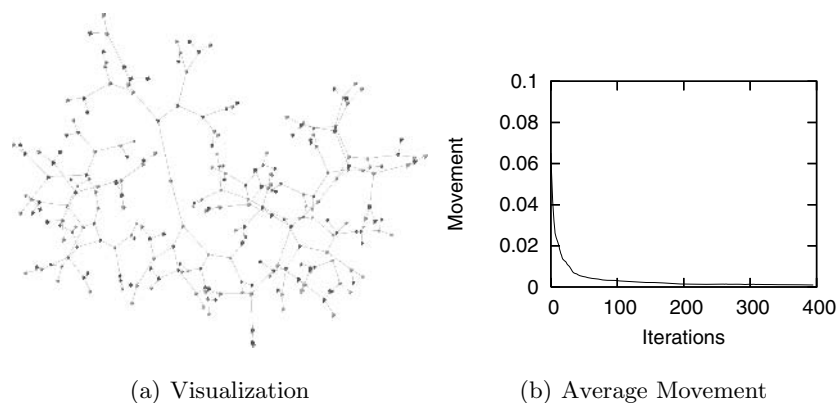 0.1
0.08
0.06
0.04
0.02
0
Movement
0 100 200 300 400
Iterations
(a) Visualization
(b) Average Movement